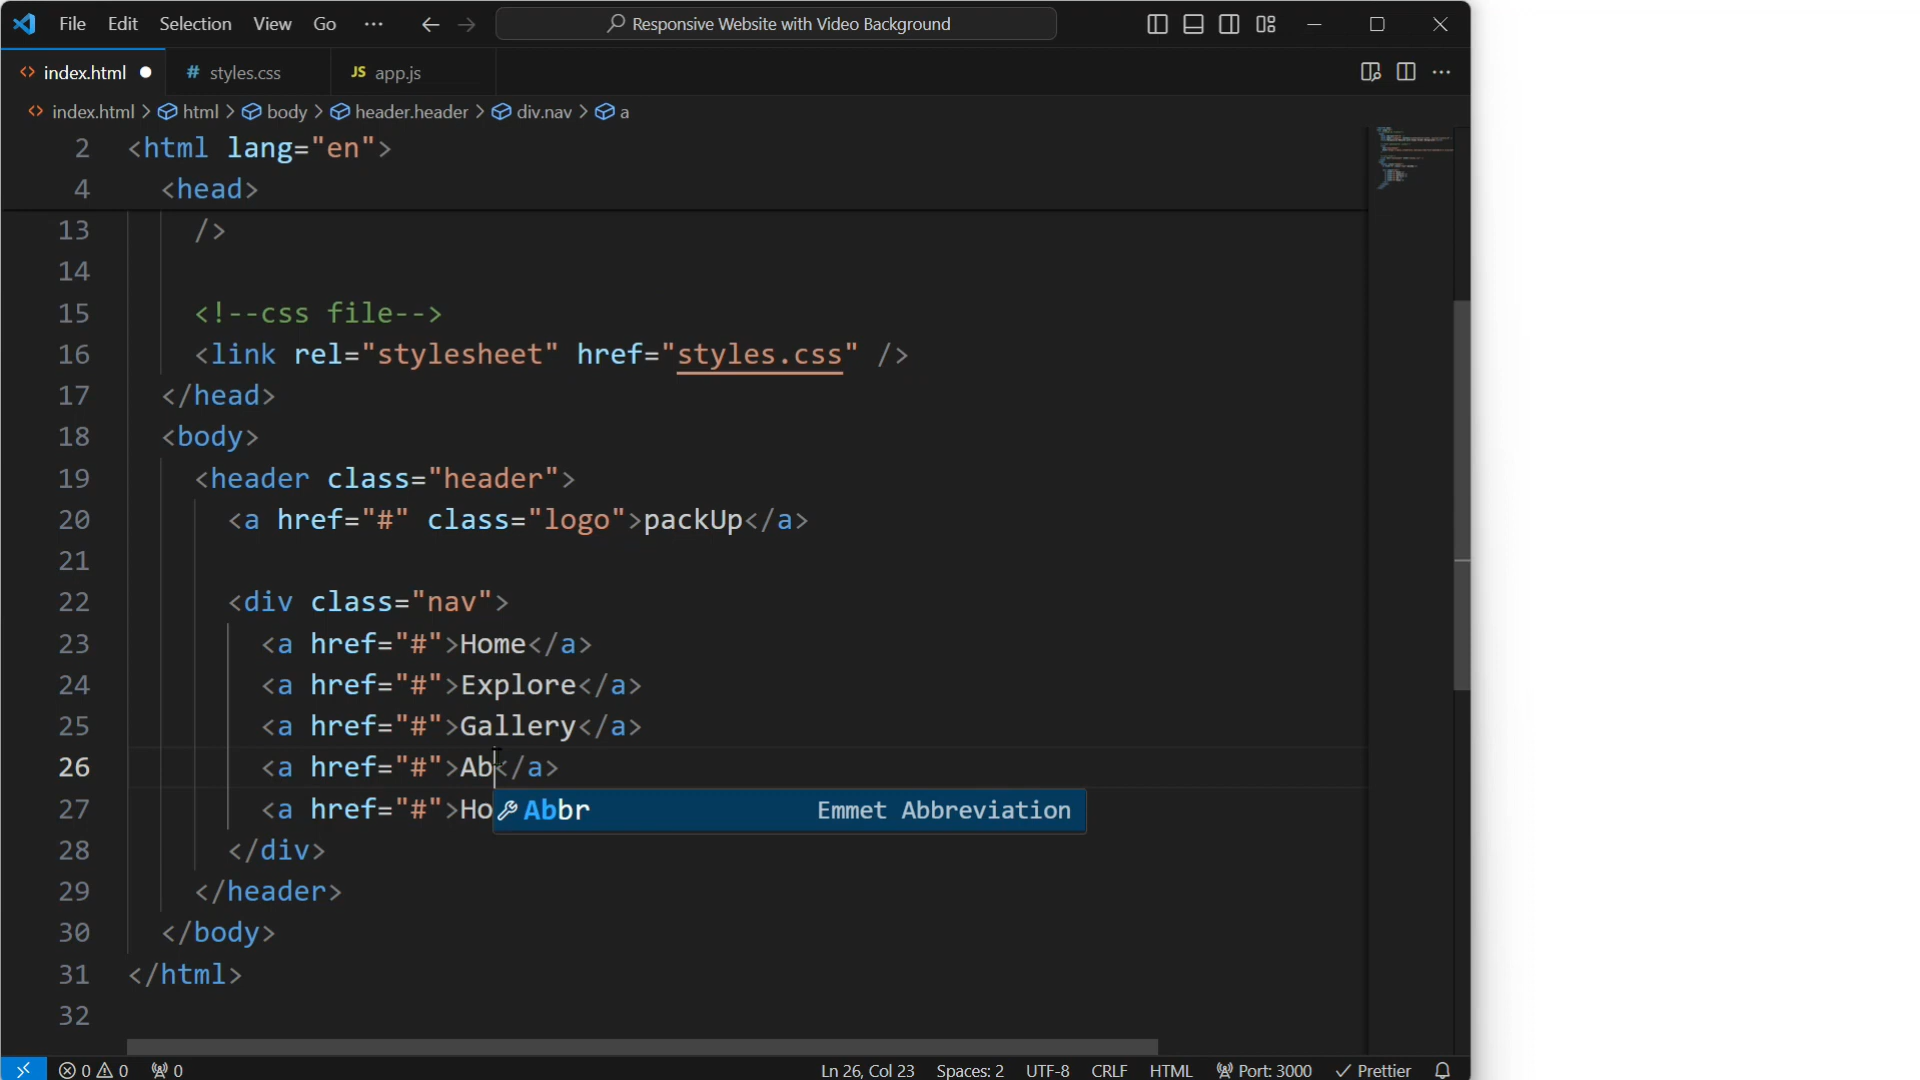 File Edit Selection View Go ··· Responsive Website with Video Background
index.html styles.css JS app.js
index.html > html > body > header.header > div.nav > a
2 <html lang="en">
4 <head>
13 />
14
15 <!--css file-->
16 <link rel="stylesheet" href="styles.css" />
17 </head>
18 <body>
19 <header class="header">
20 <a href="#" class="logo">packUp</a>
21
22 <div class="nav">
23 <a href="#">Home</a>
24 <a href="#">Explore</a>
25 <a href="#">Gallery</a>
26 <a href="#">Ab</a>
27 <a href="#">Ho
Abbr Emmet Abbreviation
28 </div>
29 </header>
30 </body>
31 </html>
32
0 0 0 Ln 26, Col 23 Spaces: 2 UTF-8 CRLF HTML Port: 3000 Prettier